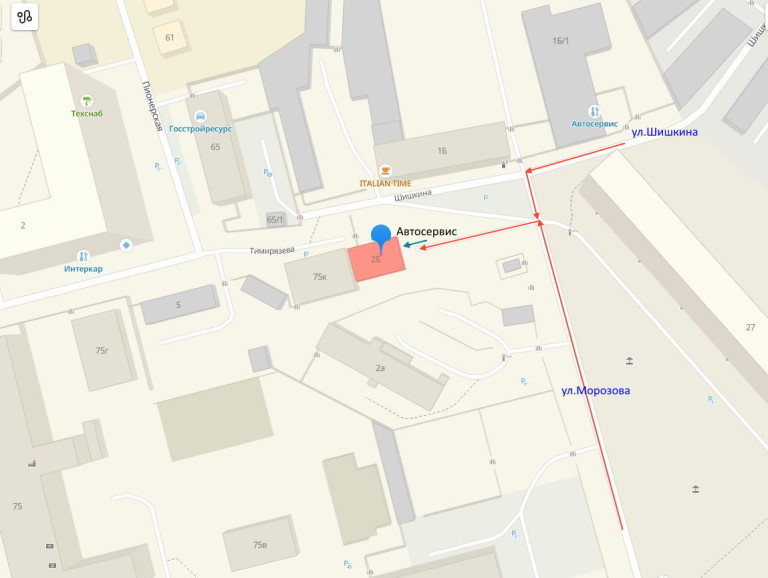 61
1Б/1
Шишк
Пионерская
Техснаб
Госстройресурс
Автосервис
ул.Шишкина
65
1Б
ITALIAN TIME
Шишкина
P
2
65/1
Автосервис
Тимирязева
2Б
Интеркар
75к
5
27
75г
2а
ул.Морозова
75
75в